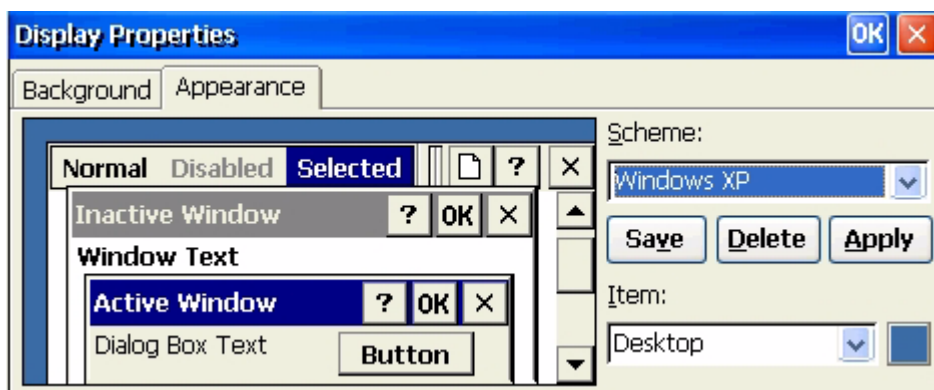 Display Properties OK
Background Appearance
Scheme:
Normal Disabled Selected ?
Windows XP
Inactive Window ? OK
Save Delete Apply
Window Text
Item:
Active Window ? OK
Dialog Box Text Button
Desktop